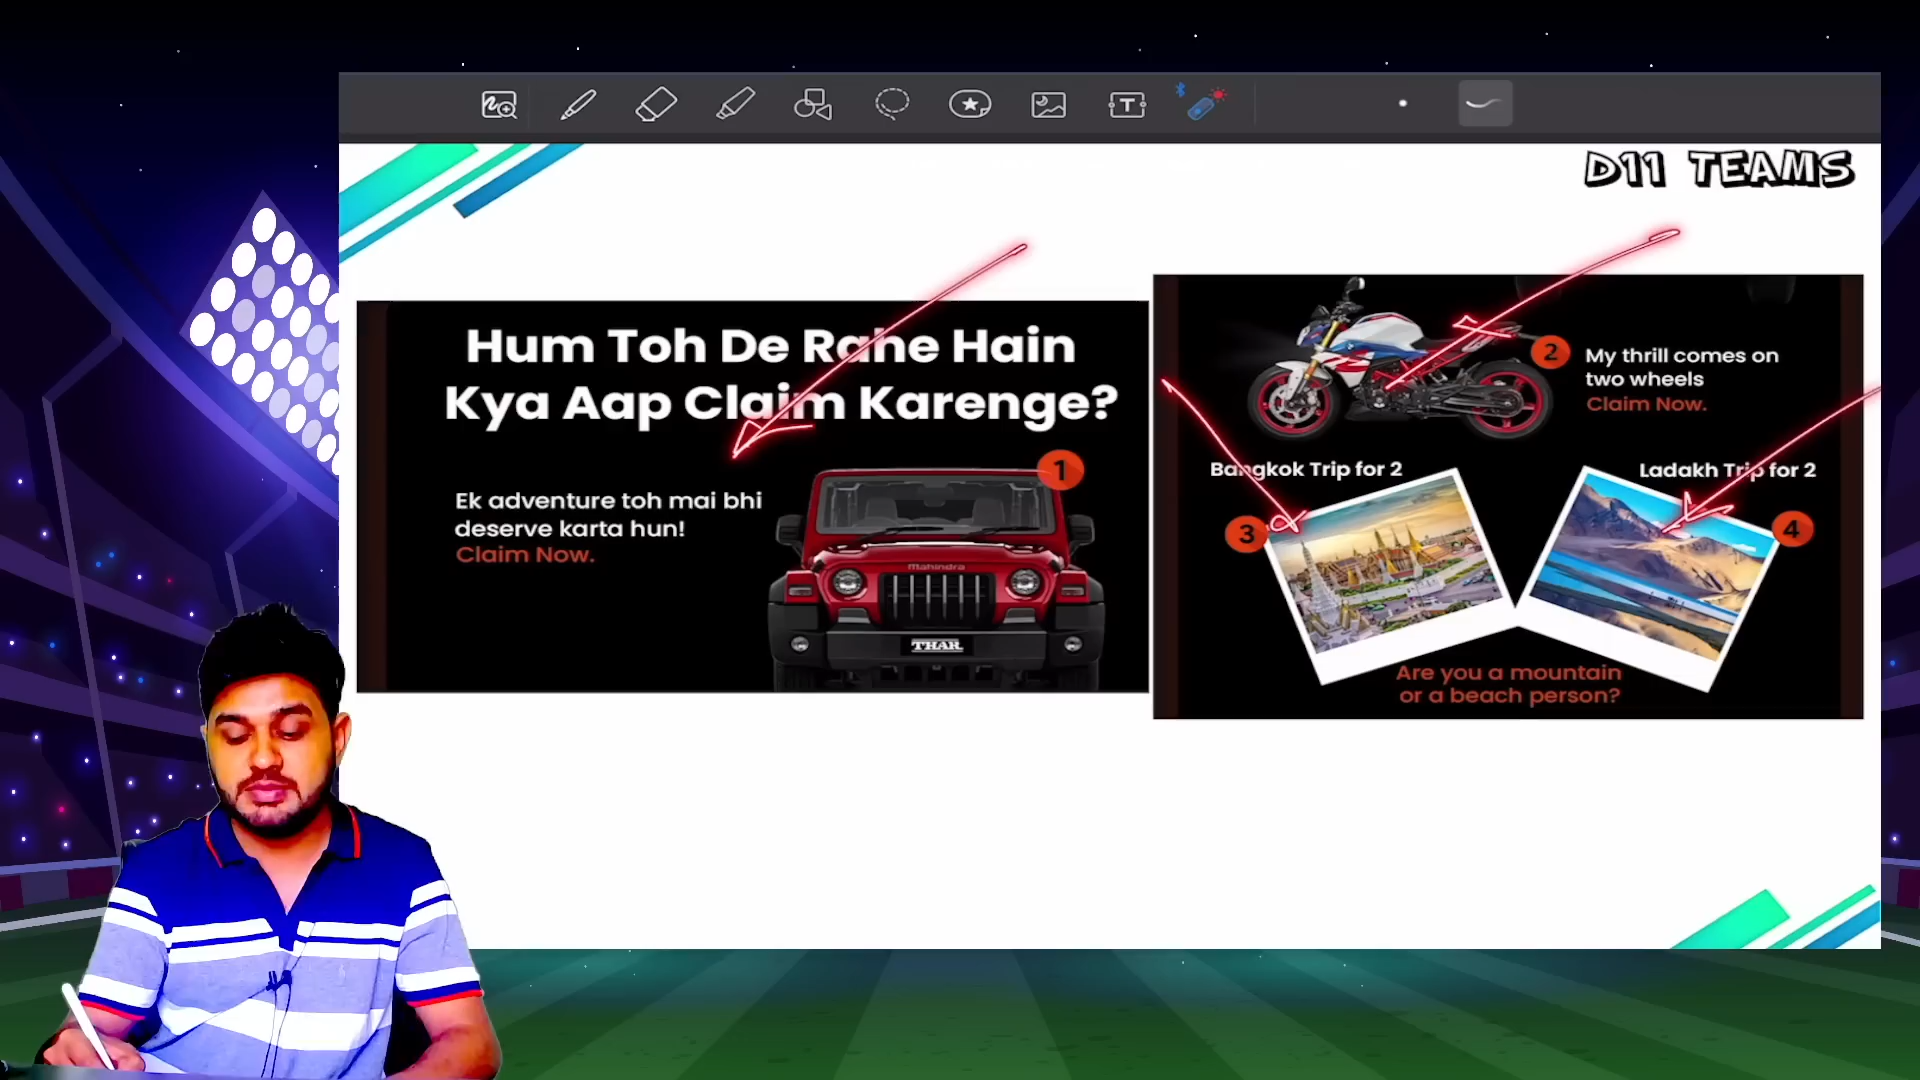 D11 TEAMS
Hum Toh De Rahe Hain
Kya Aap Claim Karenge?
1
Ek adventure toh mai bhi
deserve karta hun!
Claim Now.
Mahindra
THAR
2
My thrill comes on
two wheels
Claim Now.
Bangkok Trip for 2
Ladakh Trip for 2
3
4
Are you a mountain
or a beach person?